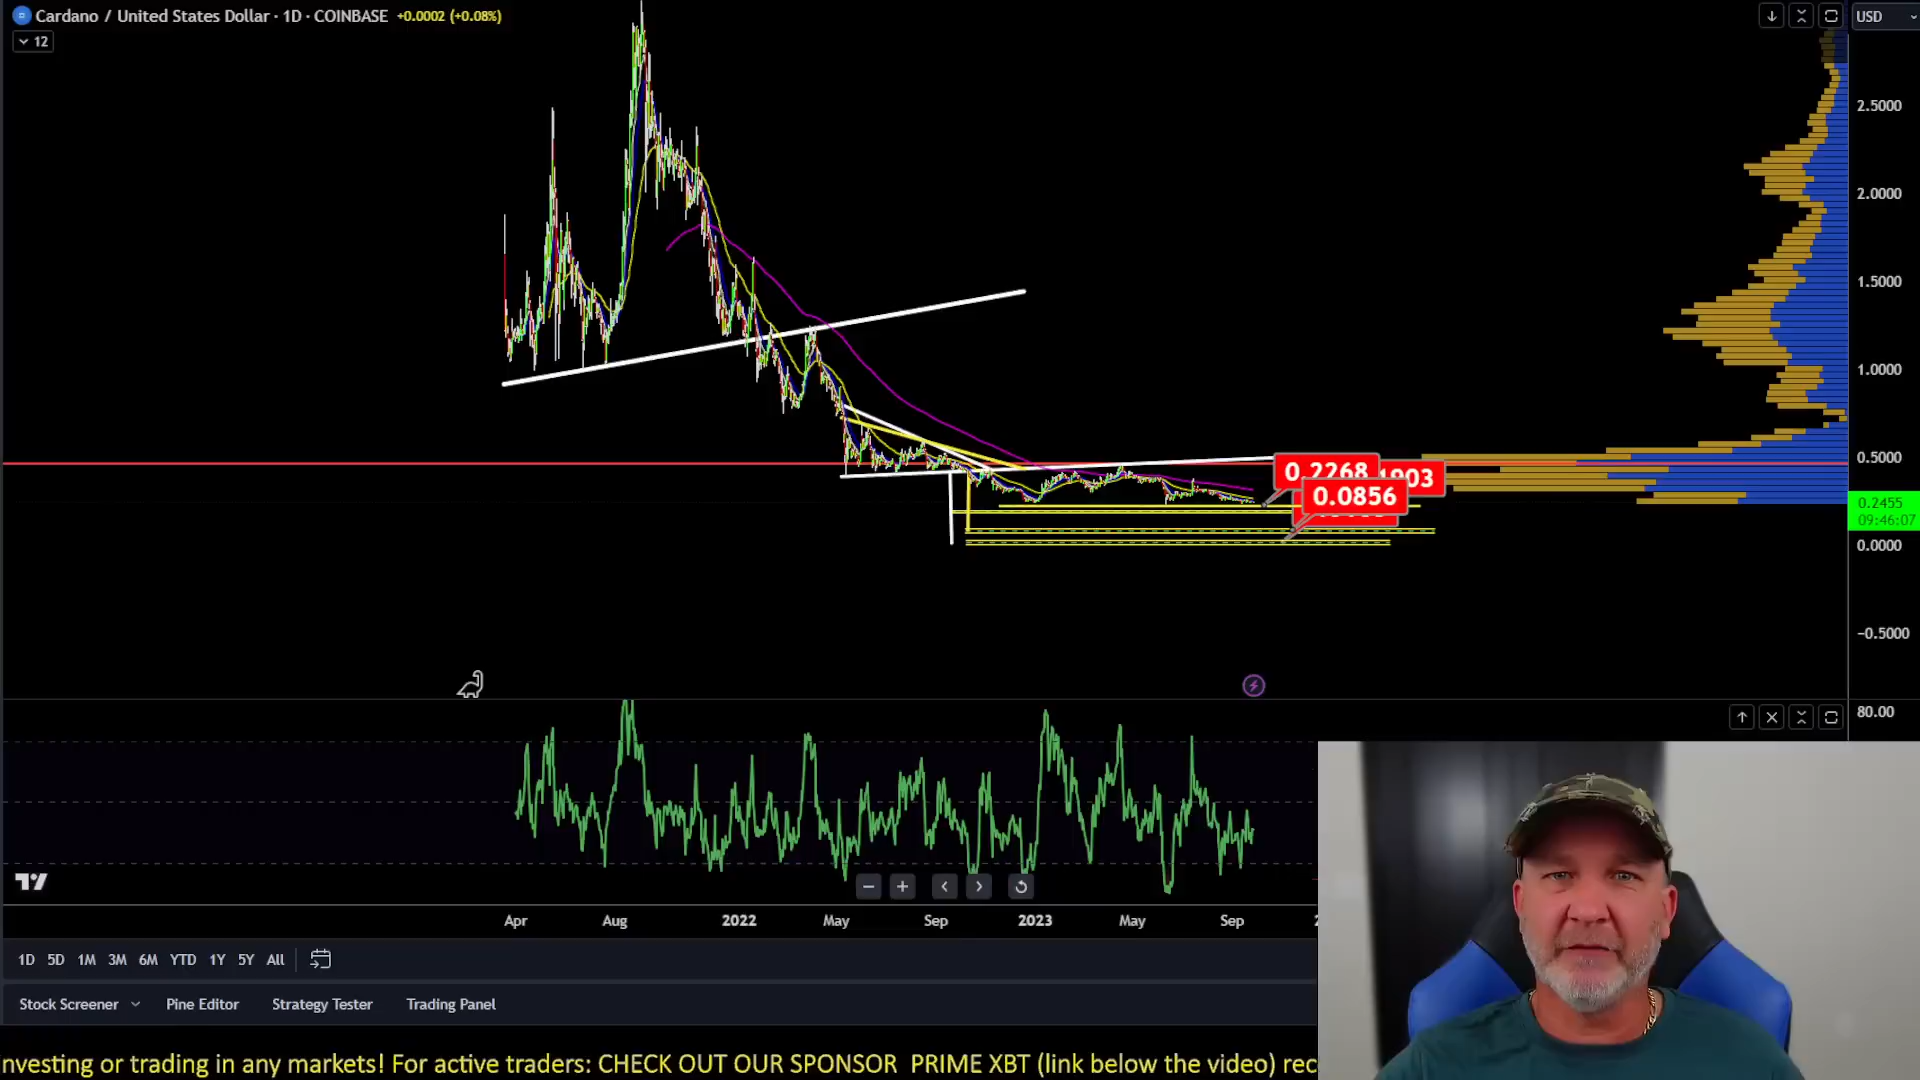 Cardano / United States Dollar · 1D · COINBASE +0.0002 (+0.08%)
USD
12
2.5000
2.0000
1.5000
1.0000
0.5000
0.2268
1903
0.0856
0.2455
09:46:07
0.0000
−0.5000
80.00
Apr Aug 2022 May Sep 2023 May Sep
1D 5D 1M 3M 6M YTD 1Y 5Y All
Stock Screener Pine Editor Strategy Tester Trading Panel
nvesting or trading in any markets! For active traders: CHECK OUT OUR SPONSOR PRIME XBT (link below the video) rec